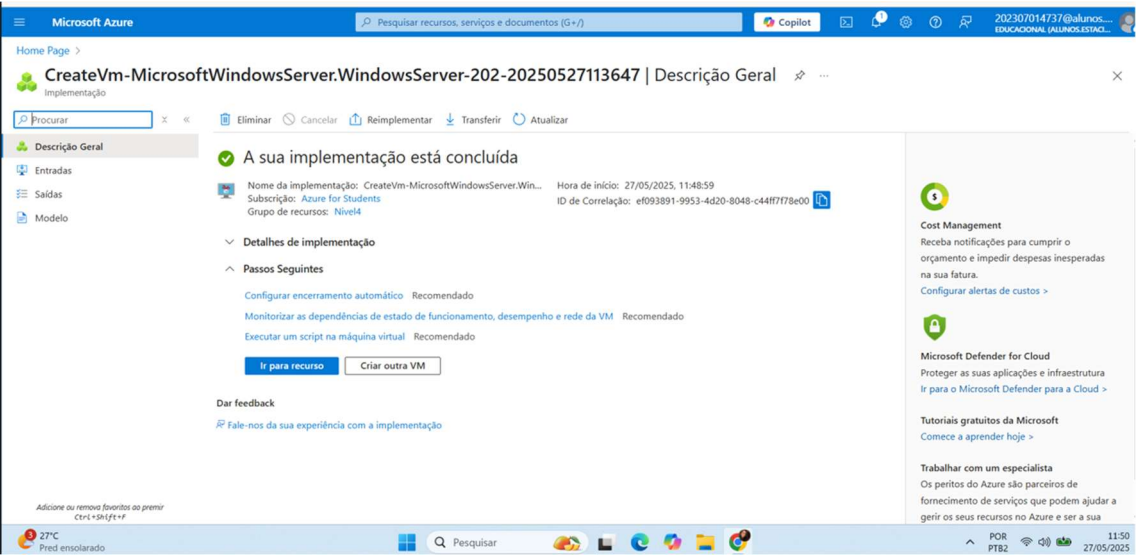 Microsoft Azure
Pesquisar recursos, serviços e documentos (G+/)
Copilot
1
202307014737@alunos....
EDUCACIONAL (ALUNOS.ESTACI...
Home Page >
CreateVm-MicrosoftWindowsServer.WindowsServer-202-20250527113647 | Descrição Geral
Implementação
Procurar
Eliminar Cancelar Reimplementar Transferir Atualizar
Descrição Geral
Entradas
Saídas
Modelo
A sua implementação está concluída
Nome da implementação: CreateVm-MicrosoftWindowsServer.Win...
Subscrição: Azure for Students
Grupo de recursos: Nivel4
Hora de início: 27/05/2025, 11:48:59
ID de Correlação: ef093891-9953-4d20-8048-c44ff7f78e00
Detalhes de implementação
Passos Seguintes
Configurar encerramento automático Recomendado
Monitorizar as dependências de estado de funcionamento, desempenho e rede da VM Recomendado
Executar um script na máquina virtual Recomendado
Ir para recurso Criar outra VM
Dar feedback
Fale-nos da sua experiência com a implementação
Cost Management
Receba notificações para cumprir o
orçamento e impedir despesas inesperadas
na sua fatura.
Configurar alertas de custos >
Microsoft Defender for Cloud
Proteger as suas aplicações e infraestrutura
Ir para o Microsoft Defender para a Cloud >
Tutoriais gratuitos da Microsoft
Comece a aprender hoje >
Trabalhar com um especialista
Os peritos do Azure são parceiros de
fornecimento de serviços que podem ajudar a
gerir os seus recursos no Azure e ser a sua
Adicione ou remova favoritos ao premir
Ctrl+Shift+F
3
27°C
Pred ensolarado
Pesquisar
POR
PTB2
11:50
27/05/2025